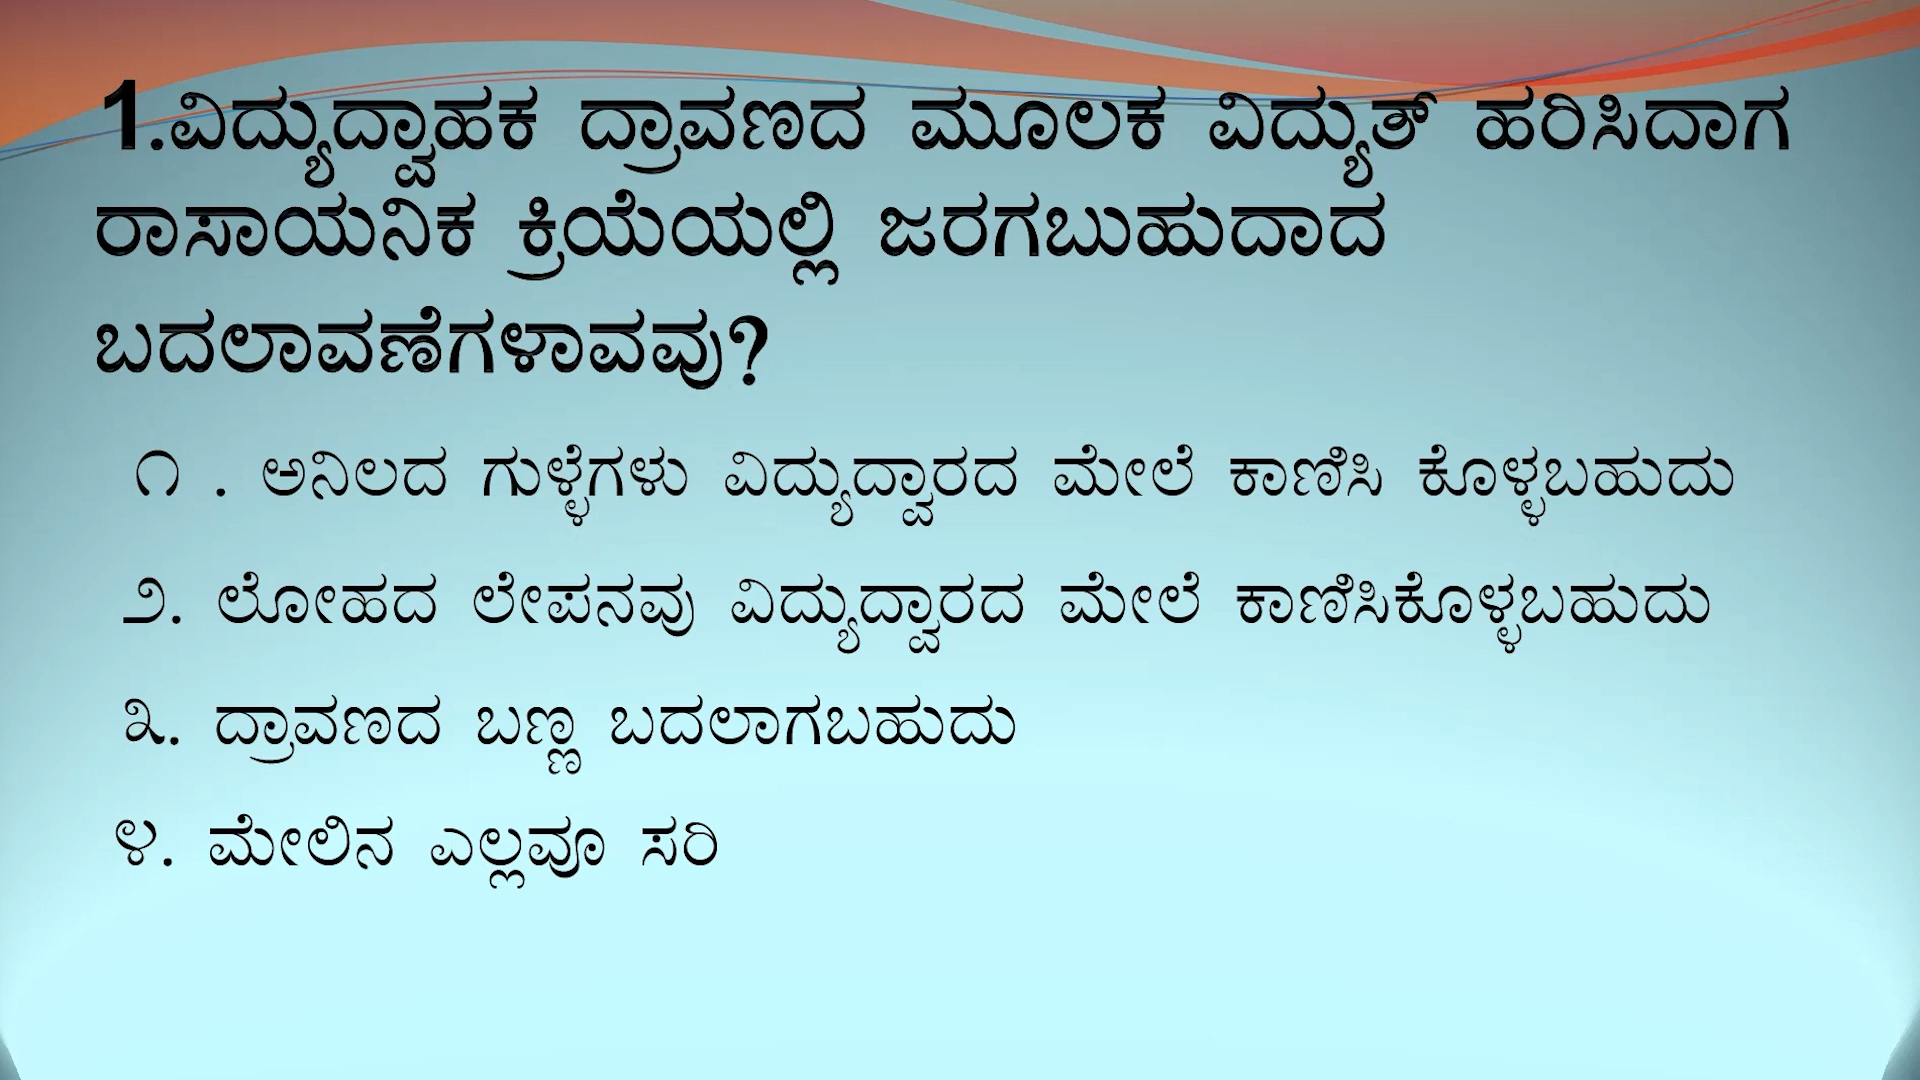 1.ವಿದ್ಯುದ್ವಾಹಕ ದ್ರಾವಣದ ಮೂಲಕ ವಿದ್ಯುತ್ ಹರಿಸಿದಾಗ
ರಾಸಾಯನಿಕ ಕ್ರಿಯೆಯಲ್ಲಿ ಜರಗಬುಹುದಾದ
ಬದಲಾವಣೆಗಳಾವವು?
೧ . ಅನಿಲದ ಗುಳ್ಳೆಗಳು ವಿದ್ಯುದ್ವಾರದ ಮೇಲೆ ಕಾಣಿಸಿ ಕೊಳ್ಳಬಹುದು
೨. ಲೋಹದ ಲೇಪನವು ವಿದ್ಯುದ್ವಾರದ ಮೇಲೆ ಕಾಣಿಸಿಕೊಳ್ಳಬಹುದು
೩. ದ್ರಾವಣದ ಬಣ್ಣ ಬದಲಾಗಬಹುದು
೪. ಮೇಲಿನ ಎಲ್ಲವೂ ಸರಿ